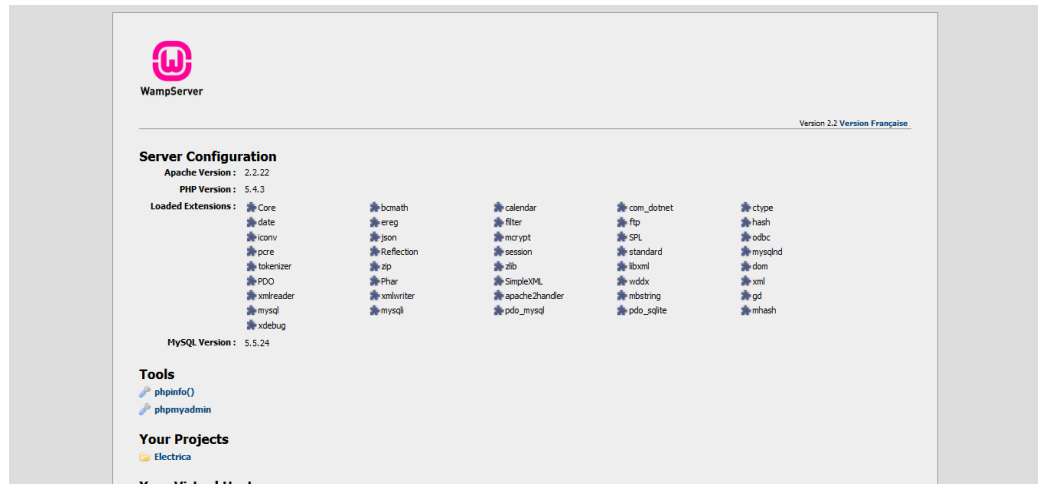 WampServer
Version 2.2 Version Française
Server Configuration
Apache Version : 2.2.22
PHP Version : 5.4.3
Loaded Extensions : Core bcmath calendar com_dotnet ctype
date ereg filter ftp hash
iconv json mcrypt SPL odbc
pcre Reflection session standard mysqlnd
tokenizer zip zlib libxml dom
PDO Phar SimpleXML wddx xml
xmlreader xmlwriter apache2handler mbstring gd
mysql mysqli pdo_mysql pdo_sqlite mhash
xdebug
MySQL Version : 5.5.24
Tools
phpinfo()
phpmyadmin
Your Projects
Electrica